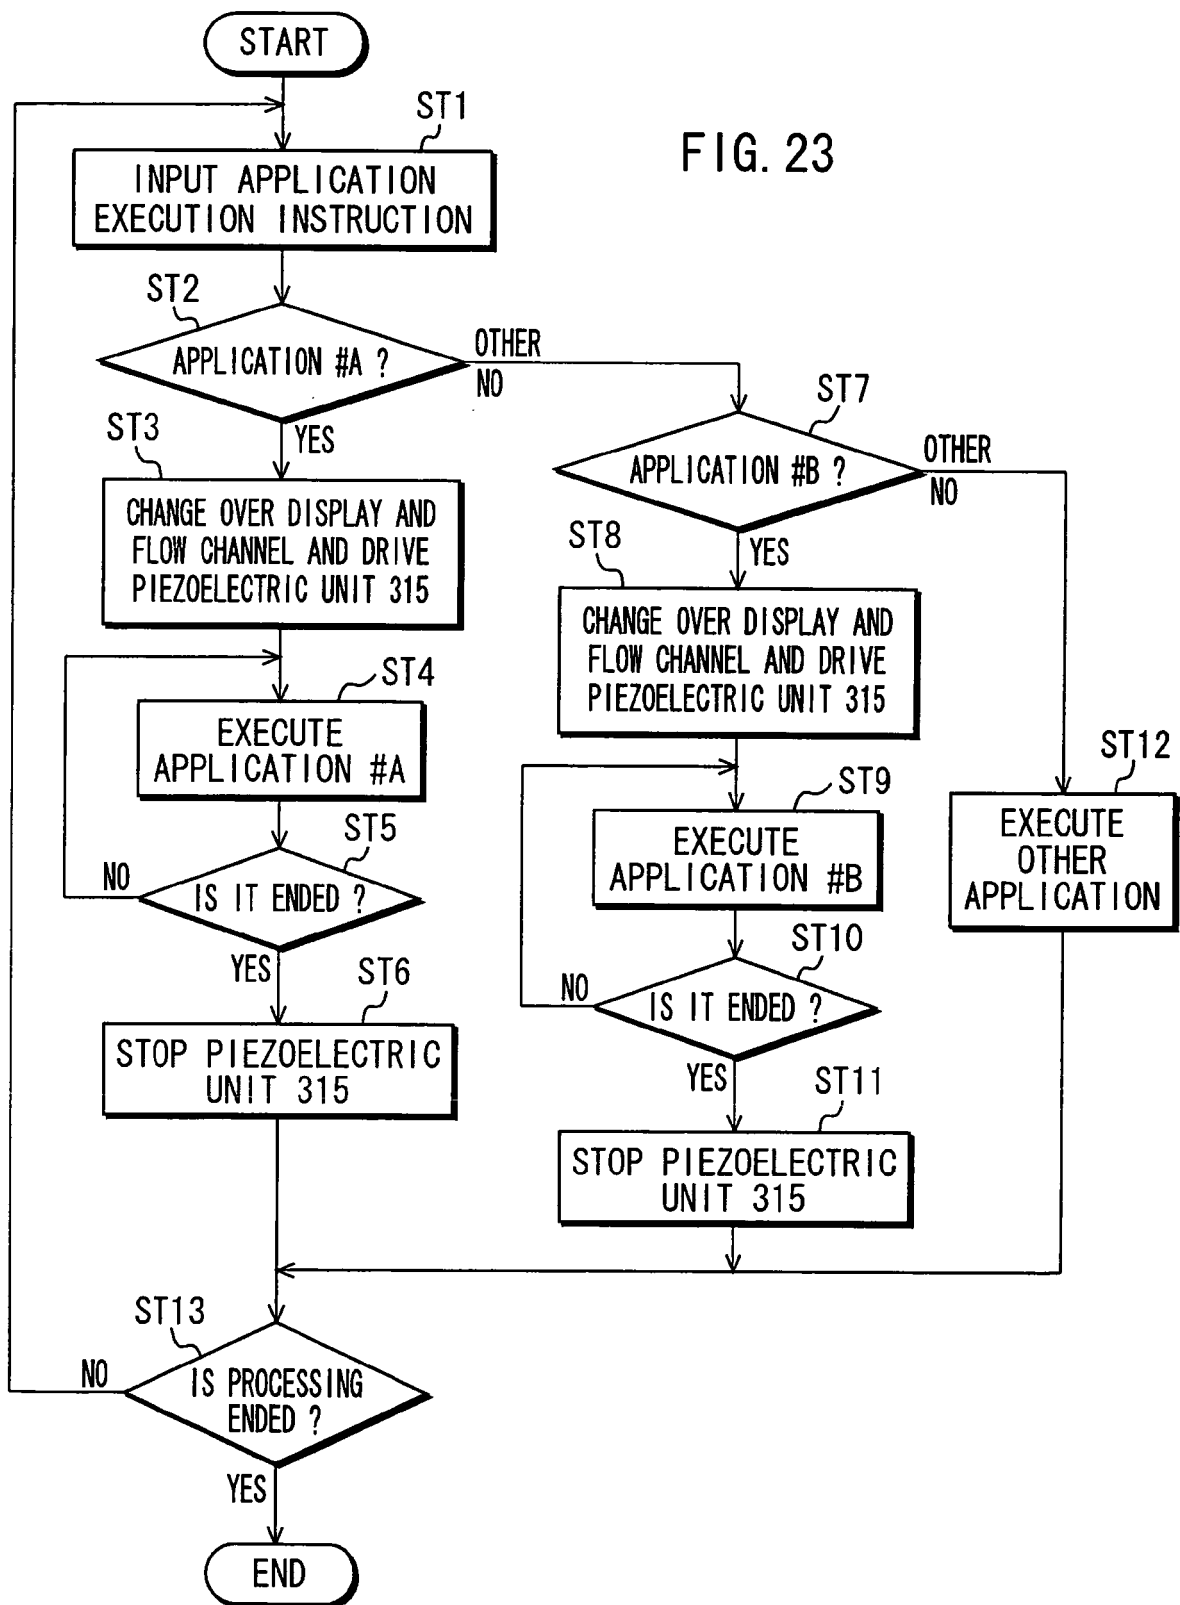 START
ST1
FIG. 23
INPUT APPLICATION
EXECUTION INSTRUCTION
ST2
APPLICATION #A ?
OTHER
NO
YES
ST3
CHANGE OVER DISPLAY AND
FLOW CHANNEL AND DRIVE
PIEZOELECTRIC UNIT 315
ST4
EXECUTE
APPLICATION #A
ST5
IS IT ENDED ?
NO
YES
ST6
STOP PIEZOELECTRIC
UNIT 315
ST7
APPLICATION #B ?
OTHER
NO
YES
ST8
CHANGE OVER DISPLAY AND
FLOW CHANNEL AND DRIVE
PIEZOELECTRIC UNIT 315
ST9
EXECUTE
APPLICATION #B
ST10
IS IT ENDED ?
NO
YES
ST11
STOP PIEZOELECTRIC
UNIT 315
ST12
EXECUTE
OTHER
APPLICATION
ST13
IS PROCESSING
ENDED ?
NO
YES
END